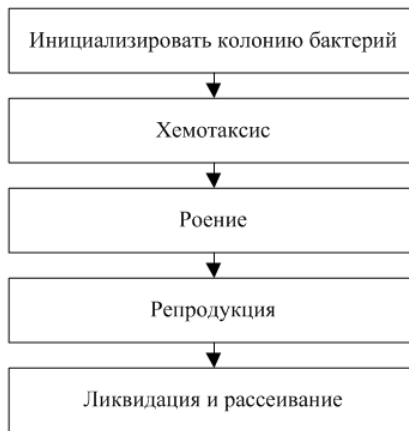 Инициализировать колонию бактерий
Хемотаксис
Роение
Репродукция
Ликвидация и рассеивание